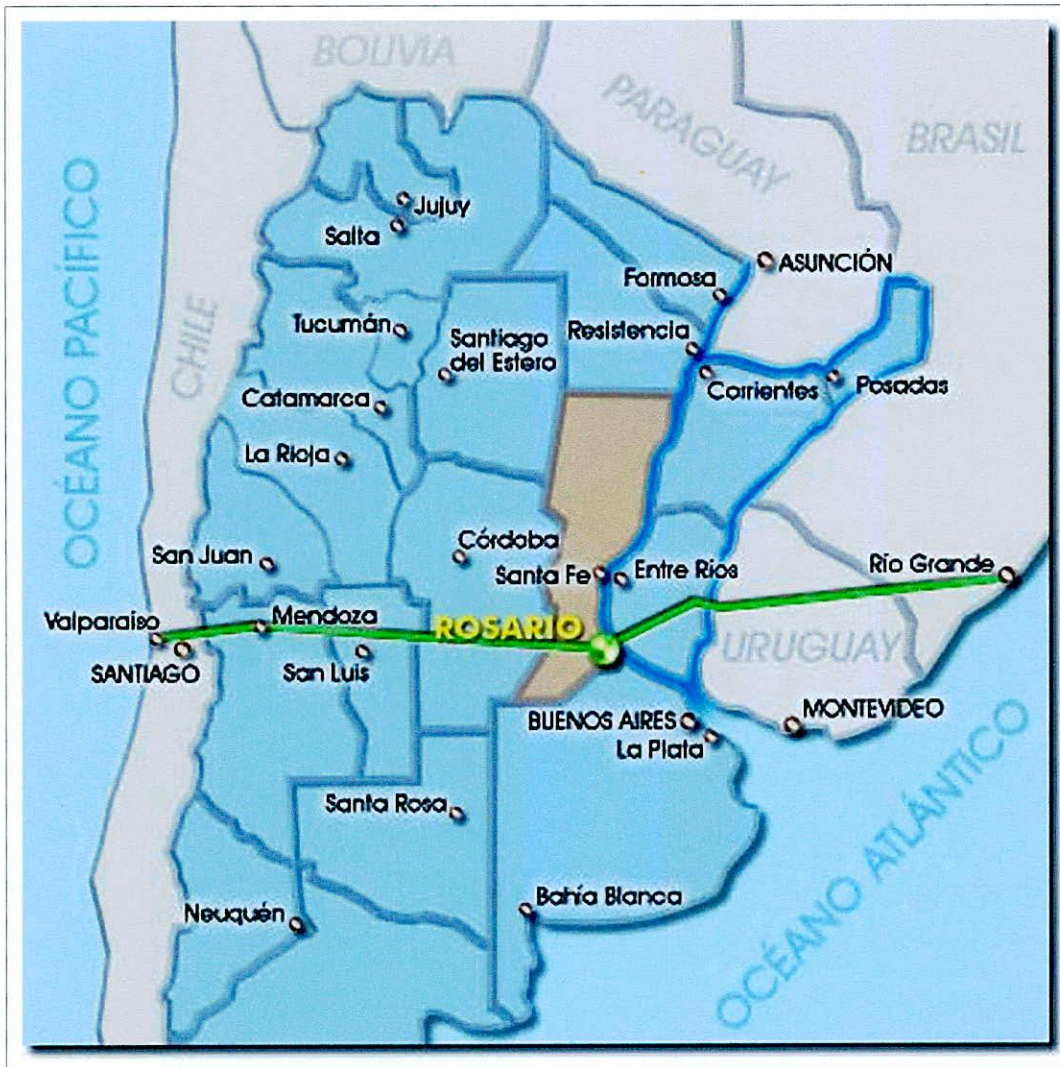 BOLIVIA
PARAGUAY
BRASIL
OCÉANO PACÍFICO
CHILE
Jujuy
Salta
ASUNCIÓN
Formosa
Tucumán
Resistencia
Santiago
del Estero
Corrientes
Posadas
Catamarca
La Rioja
Córdoba
San Juan
Santa Fe
Entre Rios
Río Grande
Valparaiso
Mendoza
ROSARIO
SANTIAGO
San Luis
URUGUAY
BUENOS AIRES
MONTEVIDEO
La Plata
Santa Rosa
OCÉANO ATLÁNTICO
Bahía Blanca
Neuquén